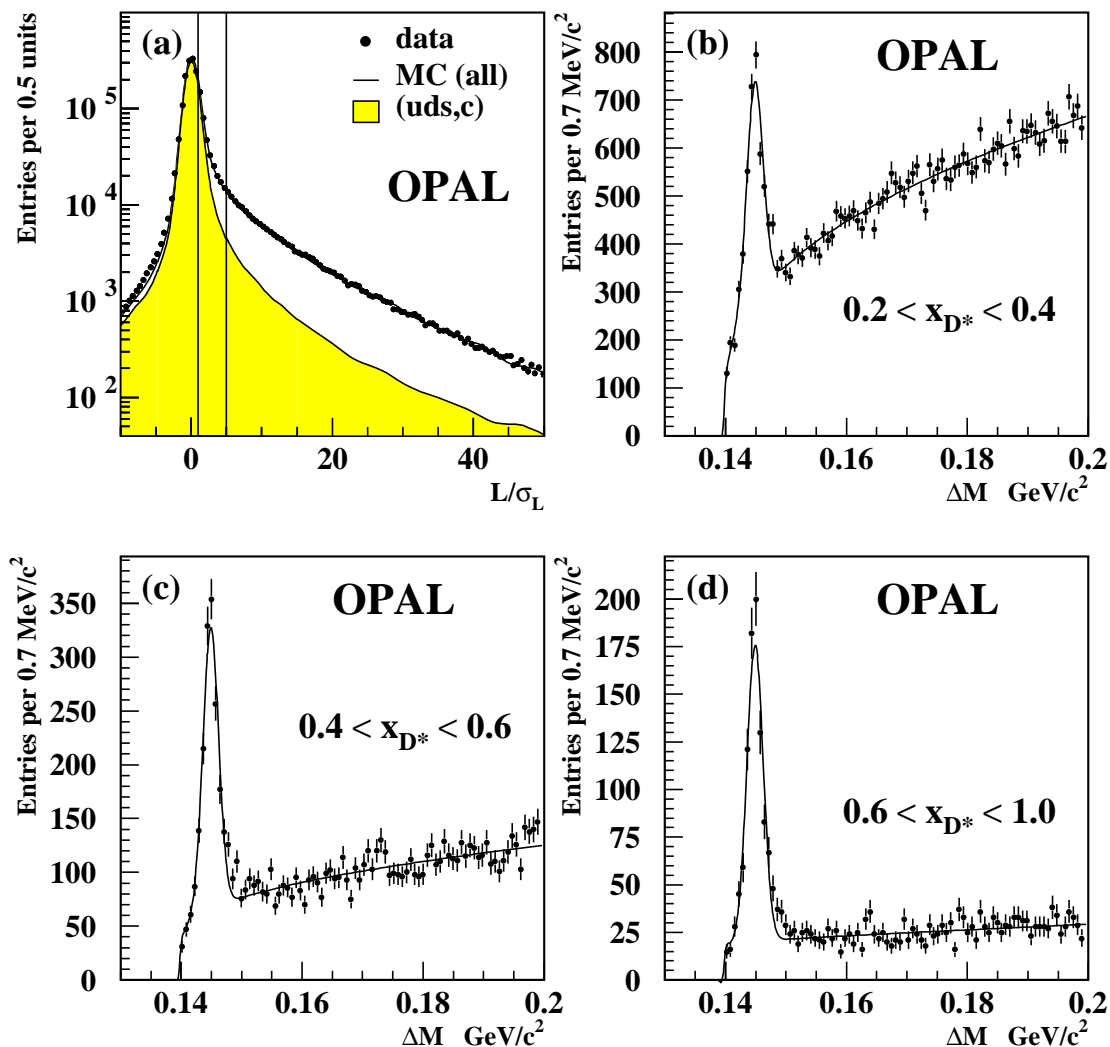 (a)
data
MC (all)
(uds,c)
OPAL
Entries per 0.5 units
10^5
10^4
10^3
10^2
0 20 40
L/σ_L
(b)
OPAL
0.2 < x_D* < 0.4
Entries per 0.7 MeV/c^2
800
700
600
500
400
300
200
100
0
0.14 0.16 0.18 0.2
ΔM GeV/c^2
(c)
OPAL
0.4 < x_D* < 0.6
Entries per 0.7 MeV/c^2
350
300
250
200
150
100
50
0
0.14 0.16 0.18 0.2
ΔM GeV/c^2
(d)
OPAL
0.6 < x_D* < 1.0
Entries per 0.7 MeV/c^2
200
175
150
125
100
75
50
25
0
0.14 0.16 0.18 0.2
ΔM GeV/c^2